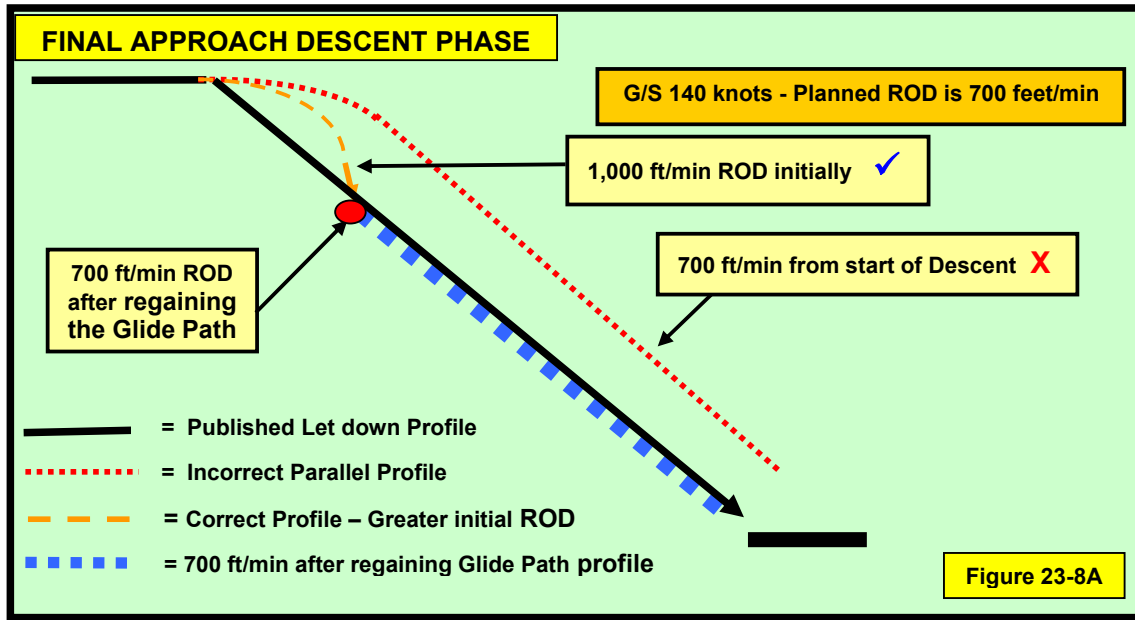 FINAL APPROACH DESCENT PHASE
G/S 140 knots - Planned ROD is 700 feet/min
1,000 ft/min ROD initially ✓
700 ft/min from start of Descent X
700 ft/min ROD
after regaining
the Glide Path
= Published Let down Profile
= Incorrect Parallel Profile
= Correct Profile – Greater initial ROD
= 700 ft/min after regaining Glide Path profile
Figure 23-8A